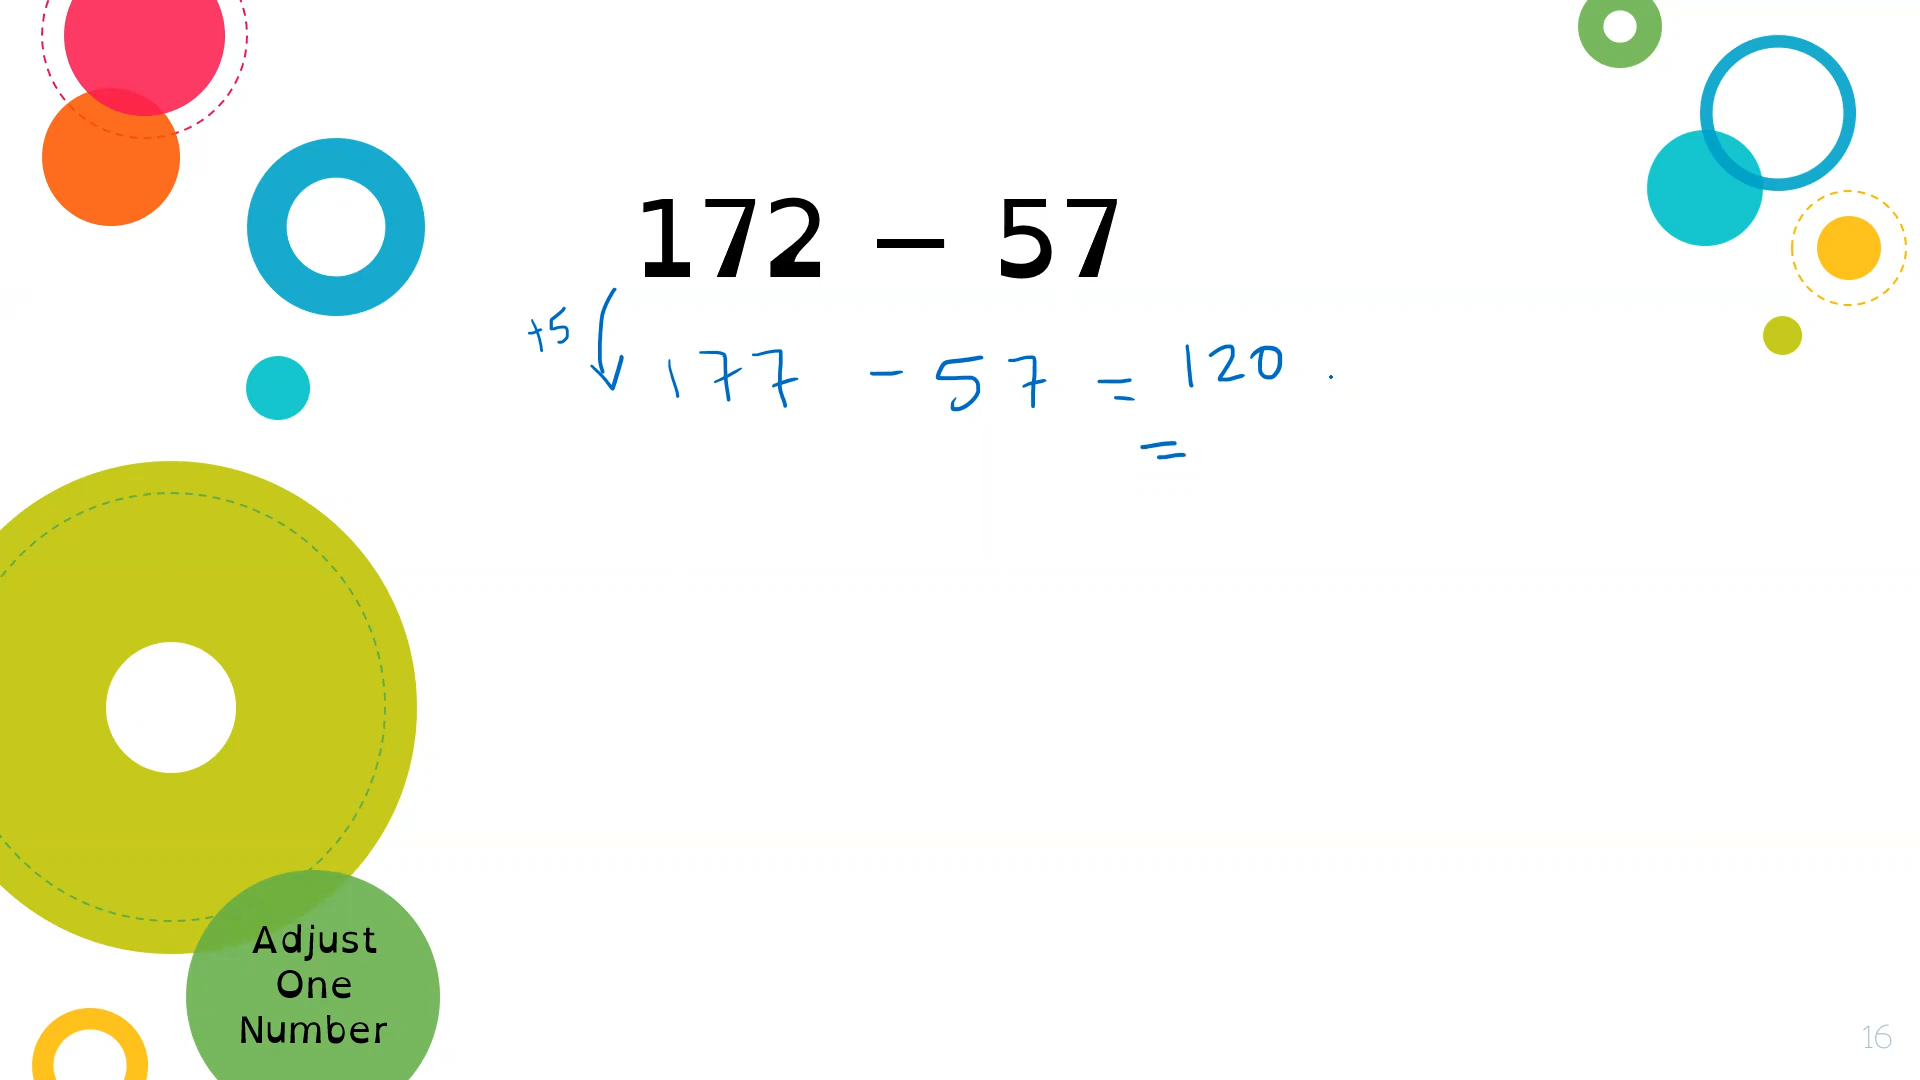 172 − 57
+5
177 - 57 = 120
=
Adjust
One
Number
16